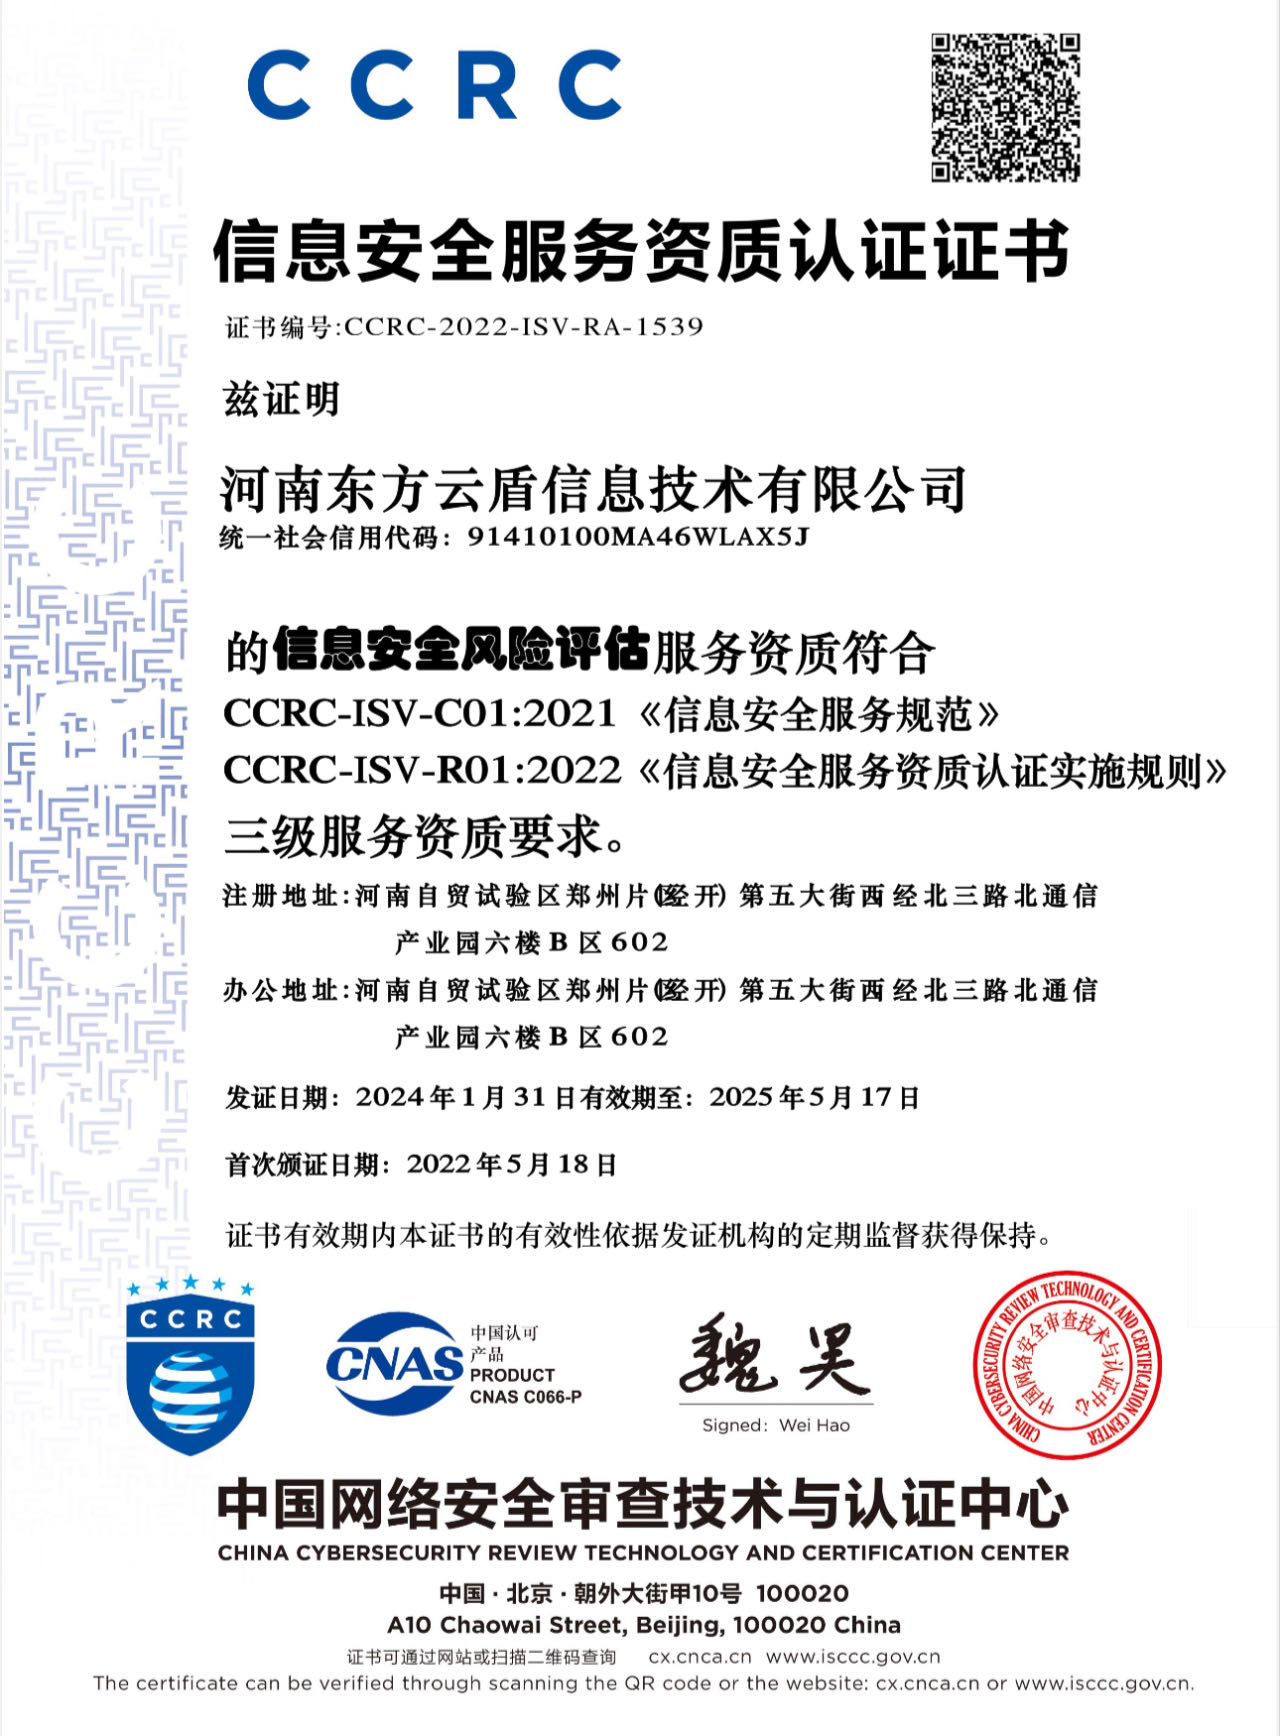 CCRC
信息安全服务资质认证证书
证书编号:CCRC-2022-ISV-RA-1539
兹证明
河南东方云盾信息技术有限公司
统一社会信用代码：91410100MA46WLAX5J
的信息安全风险评估服务资质符合
CCRC-ISV-C01:2021《信息安全服务规范》
CCRC-ISV-R01:2022《信息安全服务资质认证实施规则》
三级服务资质要求。
注册地址:河南自贸试验区郑州片区(经开)第五大街西经北三路北通信
产业园六楼B区602
办公地址:河南自贸试验区郑州片区(经开)第五大街西经北三路北通信
产业园六楼B区602
发证日期：2024年1月31日有效期至：2025年5月17日
首次颁证日期：2022年5月18日
证书有效期内本证书的有效性依据发证机构的定期监督获得保持。
CCRC
CNAS
中国认可
产品
PRODUCT
CNAS C066-P
魏昊
Signed: Wei Hao
CHINA CYBERSECURITY REVIEW TECHNOLOGY AND CERTIFICATION CENTER
中国网络安全审查技术与认证中心
中国网络安全审查技术与认证中心
CHINA CYBERSECURITY REVIEW TECHNOLOGY AND CERTIFICATION CENTER
中国·北京·朝外大街甲10号 100020
A10 Chaowai Street, Beijing, 100020 China
证书可通过网站或扫描二维码查询 cx.cnca.cn www.isccc.gov.cn
The certificate can be verified through scanning the QR code or the website: cx.cnca.cn or www.isccc.gov.cn.